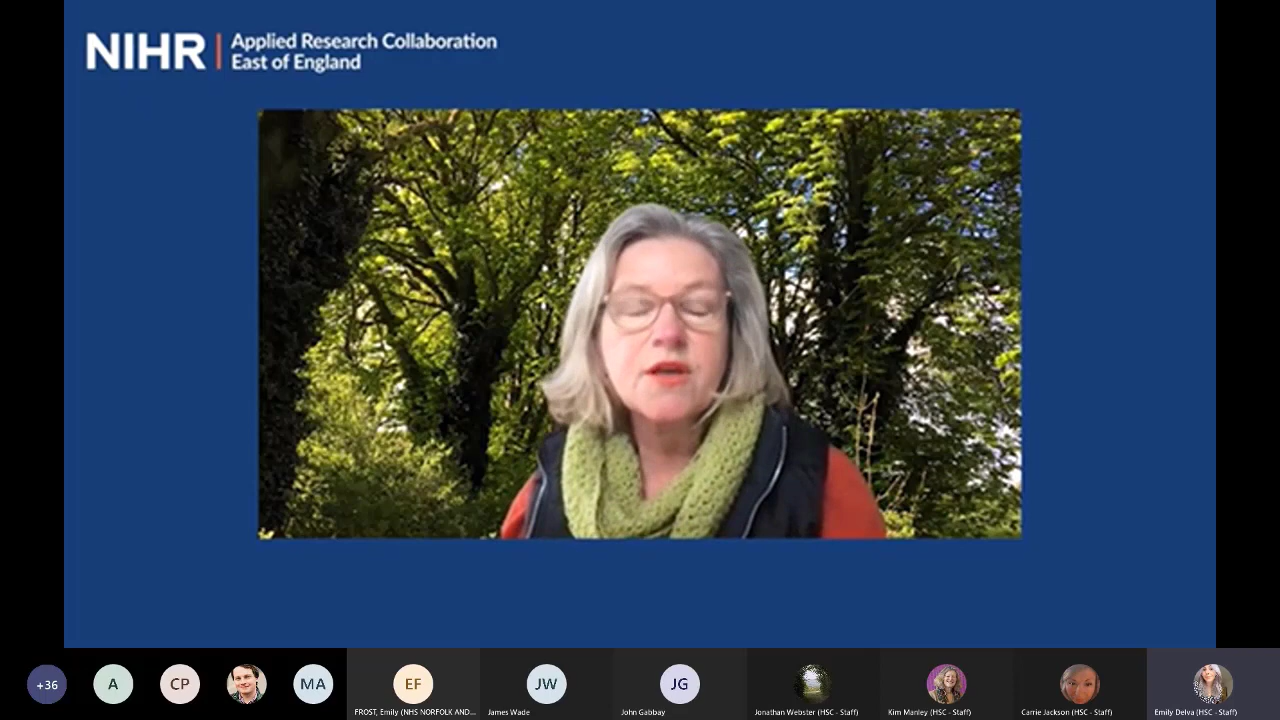 NIHR | Applied Research Collaboration
East of England
+36
A
CP
MA
EF
JW
JG
FROST, Emily (NHS NORFOLK AND...
James Wade
John Gabbay
Jonathan Webster (HSC - Staff)
Kim Manley (HSC - Staff)
Carrie Jackson (HSC - Staff)
Emily Delva (HSC - Staff)